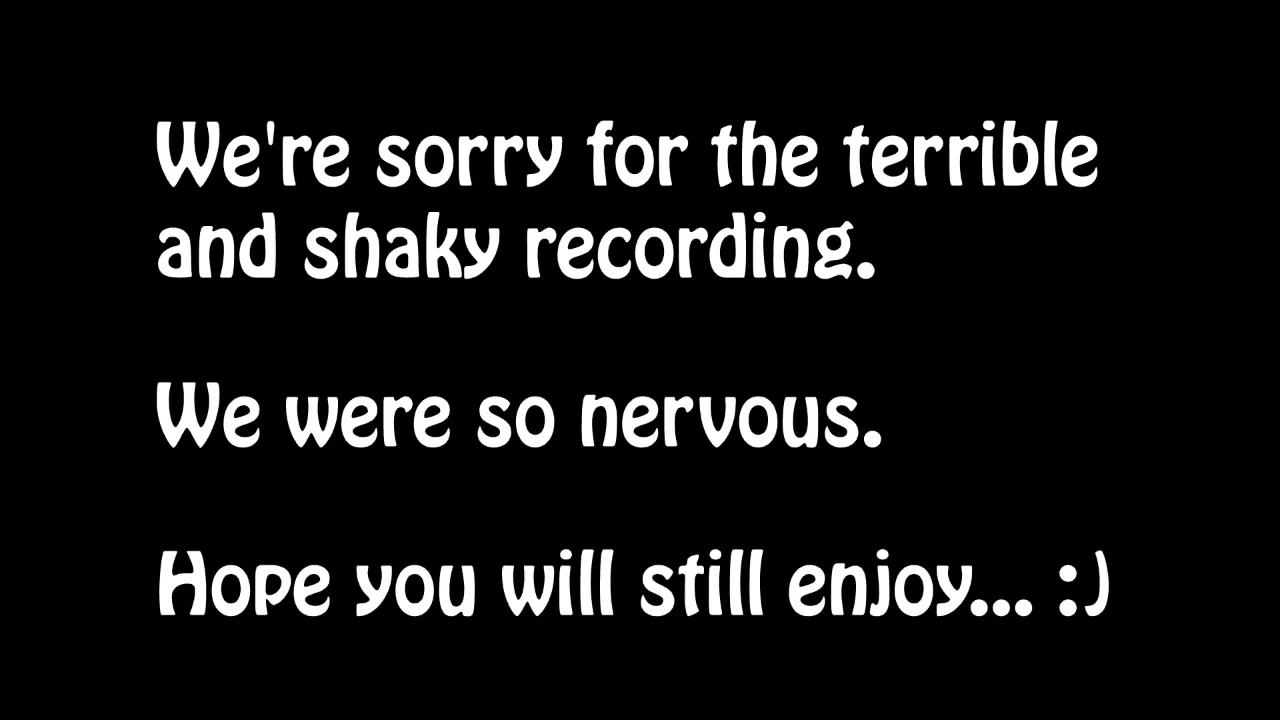 We're sorry for the terrible
and shaky recording.
We were so nervous.
Hope you will still enjoy... :)